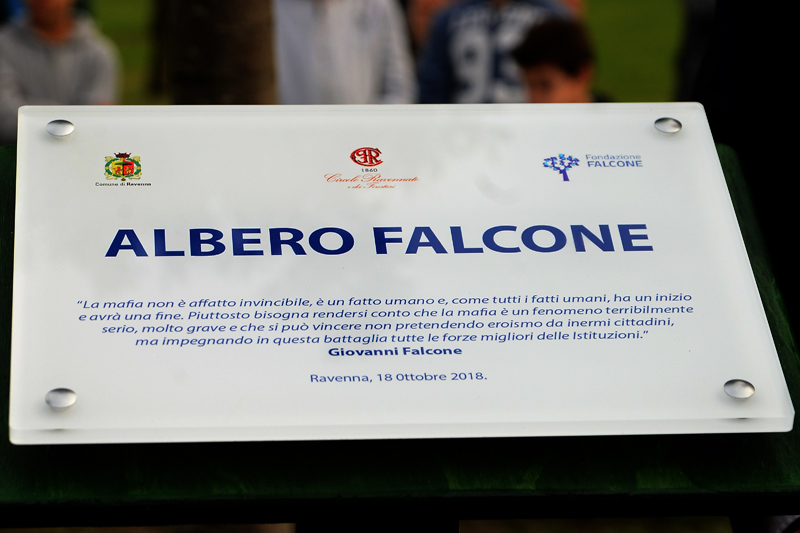 Comune di Ravenna
1860
Circolo Ravennate
e dei Forestieri
Fondazione
FALCONE
ALBERO FALCONE
“La mafia non è affatto invincibile, è un fatto umano e, come tutti i fatti umani, ha un inizio
e avrà una fine. Piuttosto bisogna rendersi conto che la mafia è un fenomeno terribilmente
serio, molto grave e che si può vincere non pretendendo eroismo da inermi cittadini,
ma impegnando in questa battaglia tutte le forze migliori delle Istituzioni.”
Giovanni Falcone
Ravenna, 18 Ottobre 2018.